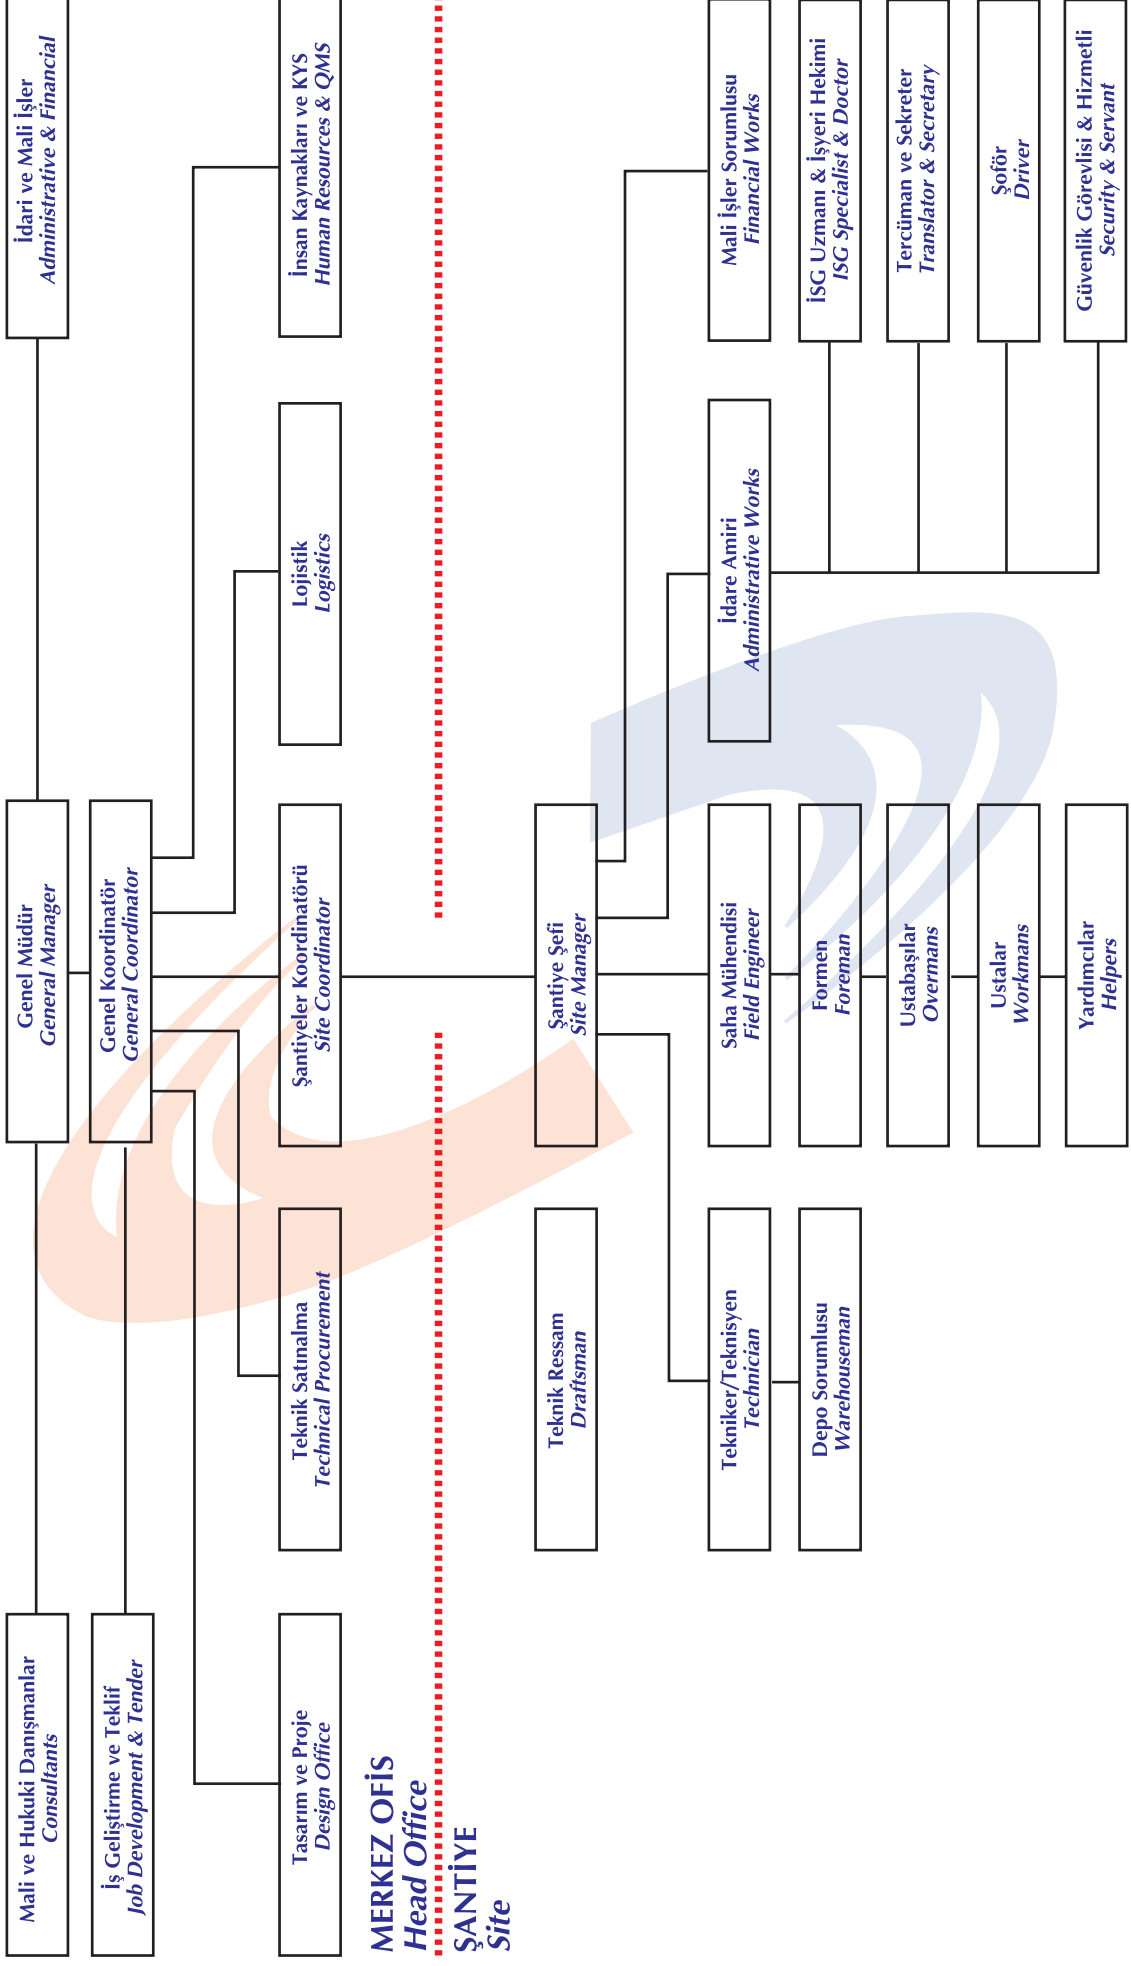 Mali ve Hukuki Danışmanlar
Consultants
Genel Müdür
General Manager
İdari ve Mali İşler
Administrative & Financial
İş Geliştirme ve Teklif
Job Development & Tender
Genel Koordinatör
General Coordinator
Tasarım ve Proje
Design Office
Teknik Satınalma
Technical Procurement
Şantiyeler Koordinatörü
Site Coordinator
Lojistik
Logistics
İnsan Kaynakları ve KYS
Human Resources & QMS
MERKEZ OFİS
Head Office
ŞANTİYE
Site
Teknik Ressam
Draftsman
Şantiye Şefi
Site Manager
Tekniker/Teknisyen
Technician
Saha Mühendisi
Field Engineer
İdare Amiri
Administrative Works
Mali İşler Sorumlusu
Financial Works
Depo Sorumlusu
Warehouseman
Formen
Foreman
İSG Uzmanı & İşyeri Hekimi
ISG Specialist & Doctor
Ustabaşılar
Overmans
Tercüman ve Sekreter
Translator & Secretary
Ustalar
Workmans
Şoför
Driver
Yardımcılar
Helpers
Güvenlik Görevlisi & Hizmetli
Security & Servant